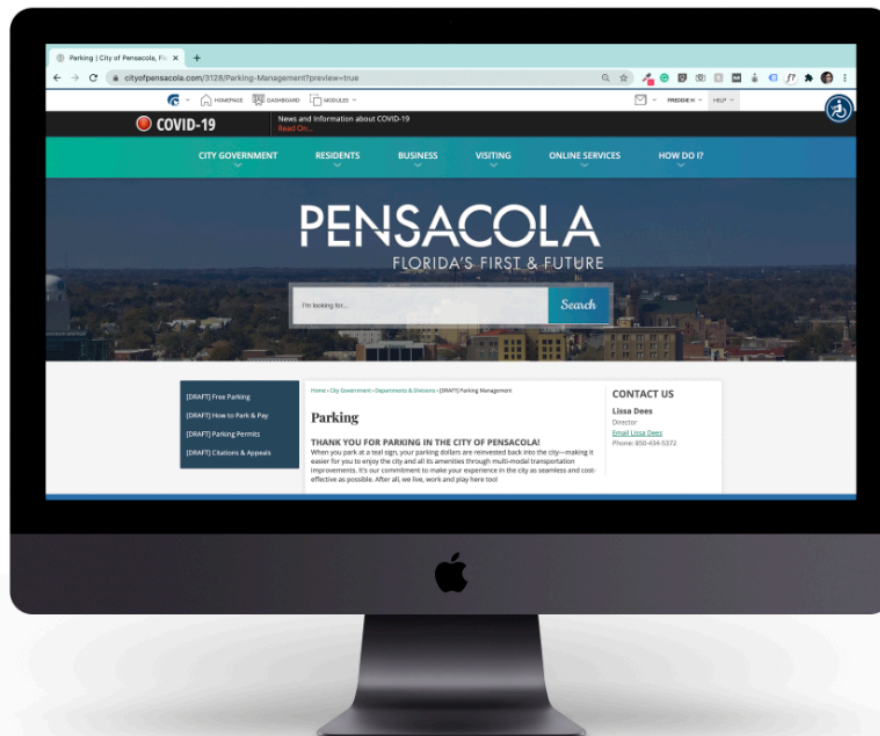 Parking | City of Pensacola, Fl
cityofpensacola.com/3128/Parking-Management?preview=true
HOMEPAGE DASHBOARD MODULES
FREDDIE H HELP
COVID-19
News and Information about COVID-19
Read On...
CITY GOVERNMENT RESIDENTS BUSINESS VISITING ONLINE SERVICES HOW DO I?
PENSACOLA
FLORIDA'S FIRST & FUTURE
I'm looking for...
Search
[DRAFT] Free Parking
[DRAFT] How to Park & Pay
[DRAFT] Parking Permits
[DRAFT] Citations & Appeals
Home › City Government › Departments & Divisions › [DRAFT] Parking Management
Parking
THANK YOU FOR PARKING IN THE CITY OF PENSACOLA!
When you park at a teal sign, your parking dollars are reinvested back into the city—making it
easier for you to enjoy the city and all its amenities through multi-modal transportation
improvements. It's our commitment to make your experience in the city as seamless and cost-
effective as possible. After all, we live, work and play here too!
CONTACT US
Lissa Dees
Director
Email Lissa Dees
Phone: 850-434-5372